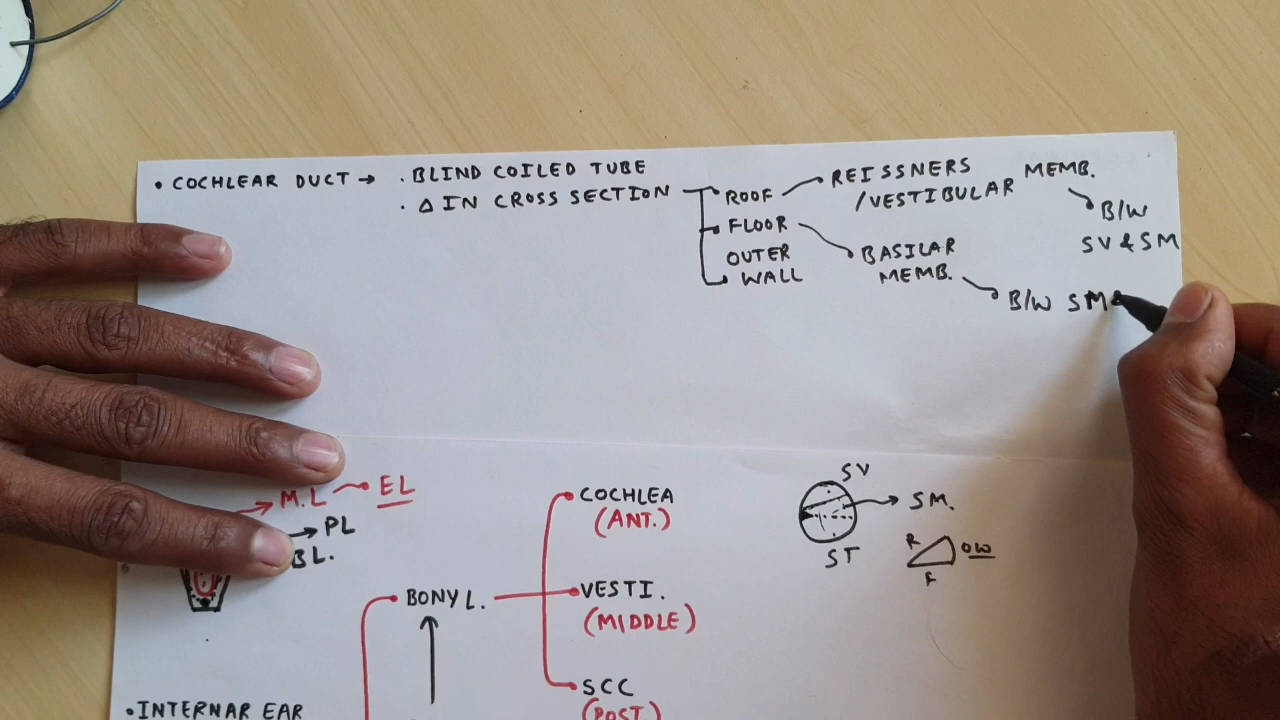 • COCHLEAR DUCT → . BLIND COILED TUBE
. Δ IN CROSS SECTION
ROOF
REISSNERS
/VESTIBULAR MEMB.
B/W
SV & SM
FLOOR
BASILAR
MEMB.
B/W SM &
OUTER
WALL
M.L
EL
PL
BL.
BONY L.
COCHLEA
(ANT.)
VESTI.
(MIDDLE)
SCC
(POST.)
SV
SM.
ST
R
OW
F
• INTERNAR EAR